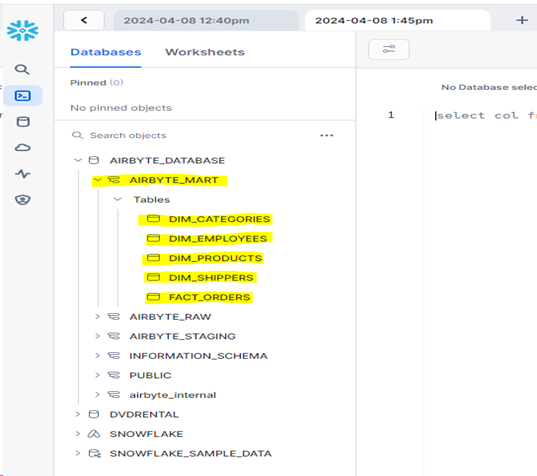 2024-04-08 12:40pm
2024-04-08 1:45pm
Databases
Worksheets
Pinned (0)
No pinned objects
Search objects
AIRBYTE_DATABASE
AIRBYTE_MART
Tables
DIM_CATEGORIES
DIM_EMPLOYEES
DIM_PRODUCTS
DIM_SHIPPERS
FACT_ORDERS
AIRBYTE_RAW
AIRBYTE_STAGING
INFORMATION_SCHEMA
PUBLIC
airbyte_internal
DVDRENTAL
SNOWFLAKE
SNOWFLAKE_SAMPLE_DATA
No Database selec
1
select col fr